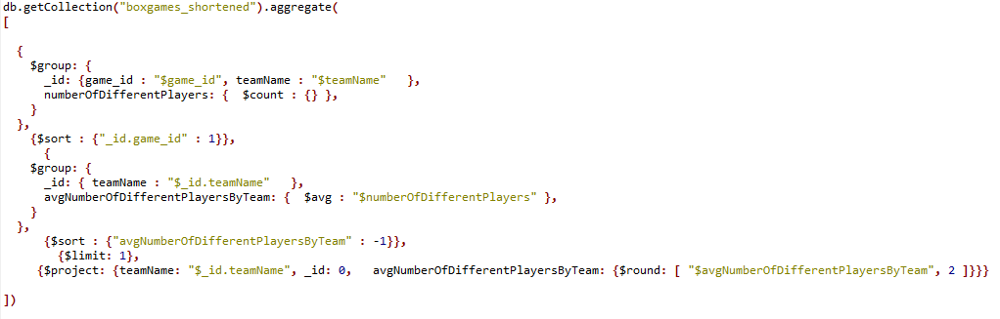 db.getCollection("boxgames_shortened").aggregate(
[
{
$group: {
_id: {game_id : "$game_id", teamName : "$teamName" },
numberOfDifferentPlayers: { $count : {} },
}
},
{$sort : {"_id.game_id" : 1}},
{
$group: {
_id: { teamName : "$_id.teamName" },
avgNumberOfDifferentPlayersByTeam: { $avg : "$numberOfDifferentPlayers" },
}
},
{$sort : {"avgNumberOfDifferentPlayersByTeam" : -1}},
{$limit: 1},
{$project: {teamName: "$_id.teamName", _id: 0, avgNumberOfDifferentPlayersByTeam: {$round: [ "$avgNumberOfDifferentPlayersByTeam", 2 ]}}}
])